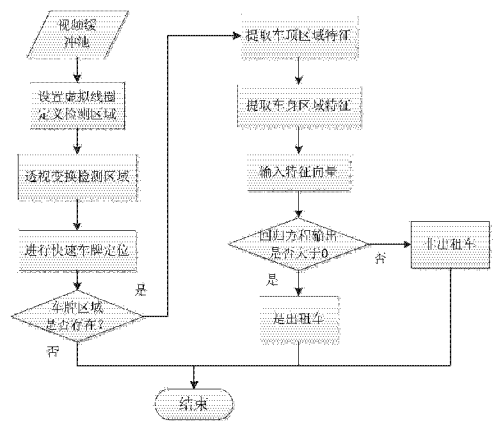 视频缓
冲池
设置虚拟线圈
定义检测区域
透视变换检测区域
进行快速车牌定位
车牌区域
是否存在?
是
否
提取车顶区域特征
提取车身区域特征
输入特征向量
回归方程输出
是否大于0
否
是
非出租车
是出租车
结束